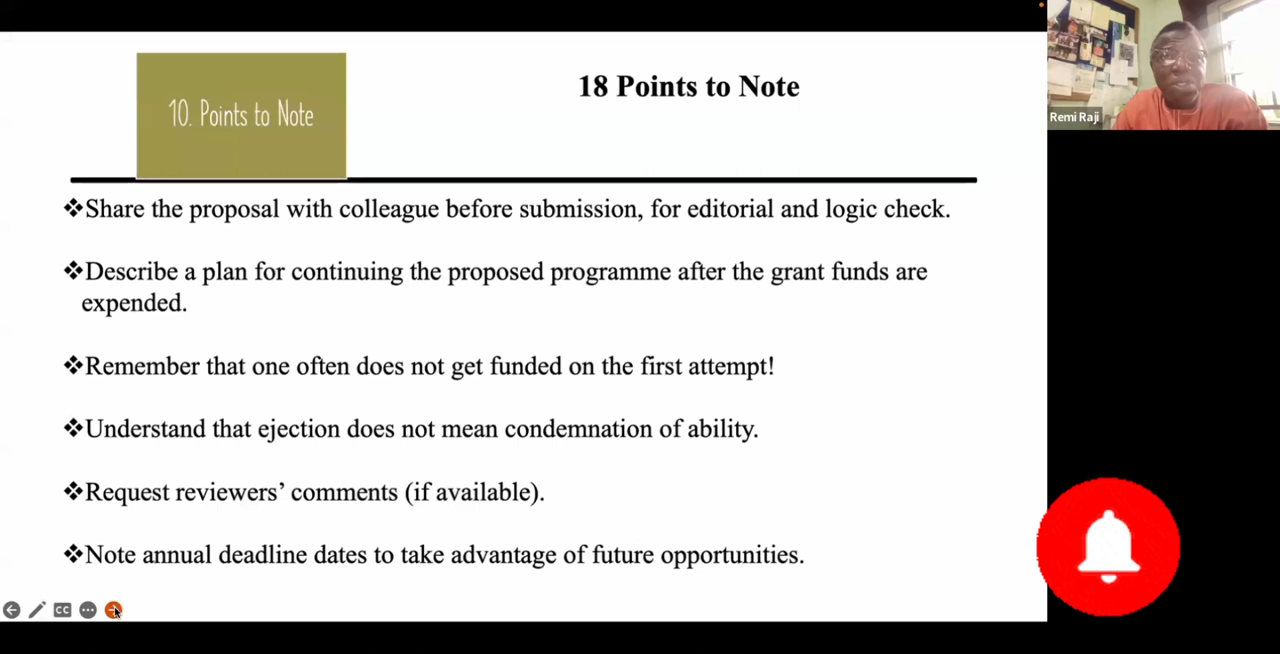 10. Points to Note
18 Points to Note
Remi Raji
❖Share the proposal with colleague before submission, for editorial and logic check.
❖Describe a plan for continuing the proposed programme after the grant funds are
expended.
❖Remember that one often does not get funded on the first attempt!
❖Understand that ejection does not mean condemnation of ability.
❖Request reviewers’ comments (if available).
❖Note annual deadline dates to take advantage of future opportunities.
CC